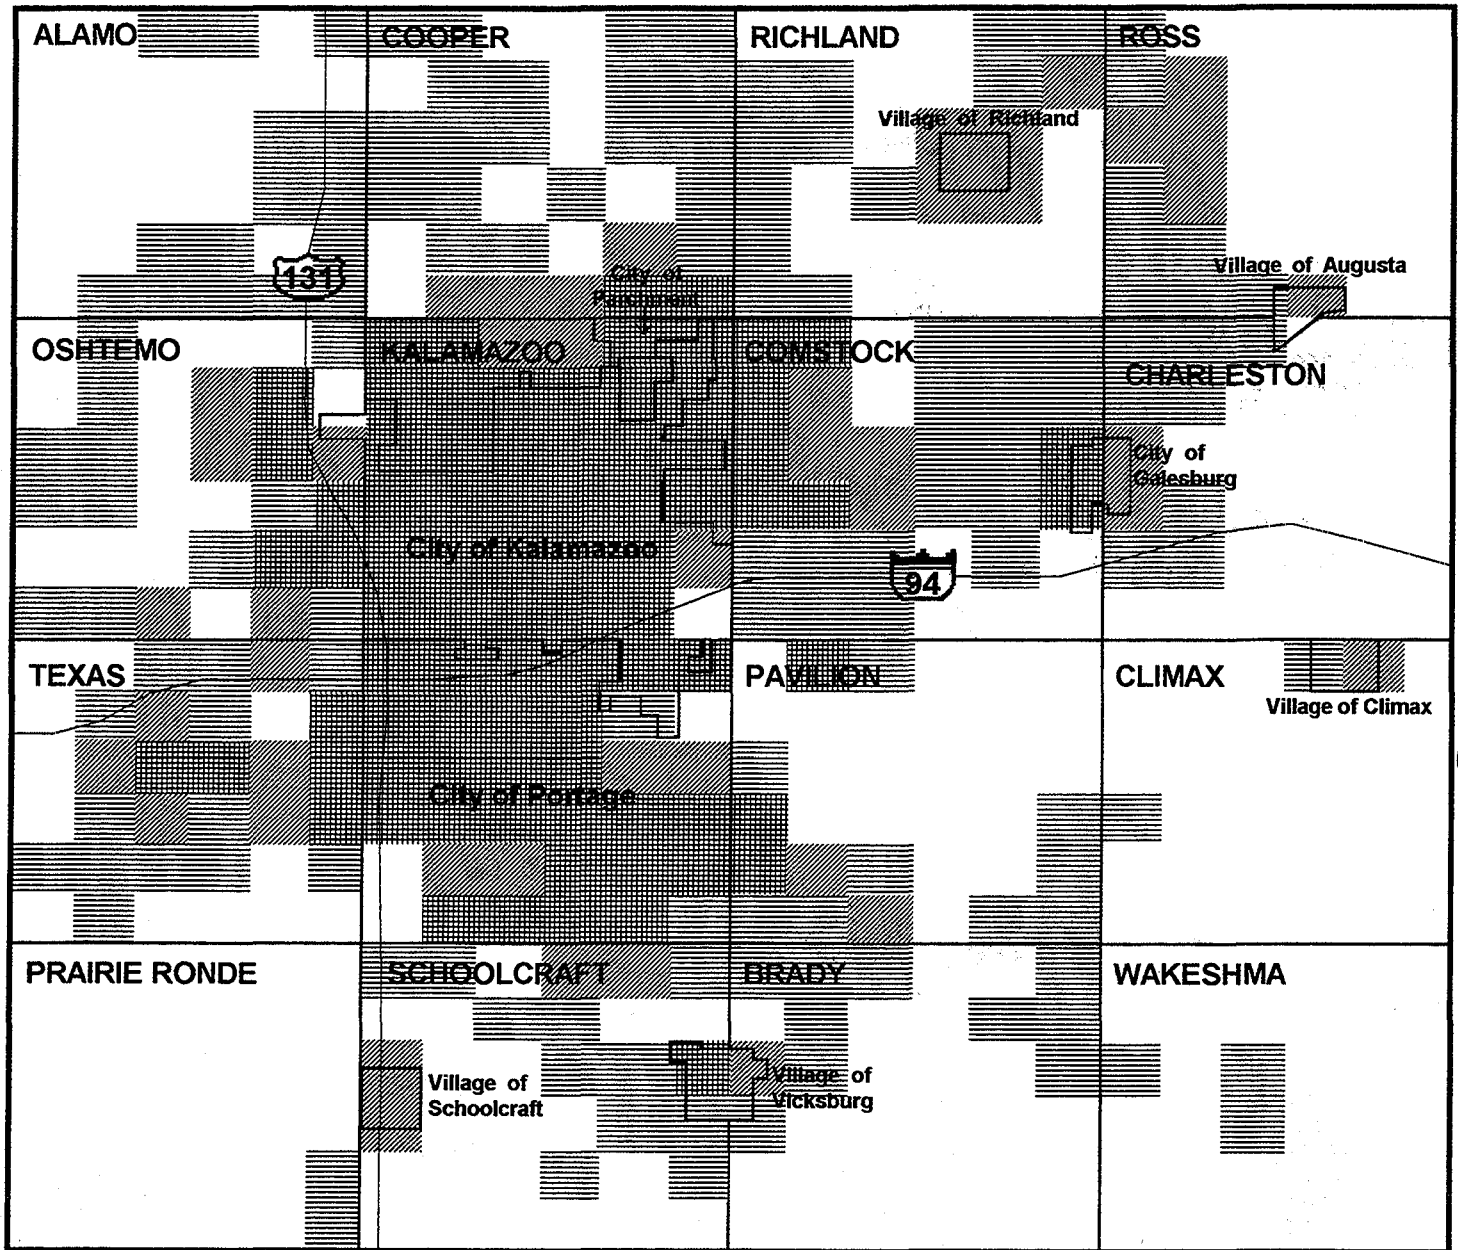 ALAMO
COOPER
RICHLAND
ROSS
Village of Richland
131
City of
Parchment
Village of Augusta
OSHTEMO
KALAMAZOO
COMSTOCK
CHARLESTON
City of
Galesburg
City of Kalamazoo
94
TEXAS
PAVILION
CLIMAX
Village of Climax
City of Portage
PRAIRIE RONDE
SCHOOLCRAFT
BRADY
WAKESHMA
Village of
Schoolcraft
Village of
Vicksburg